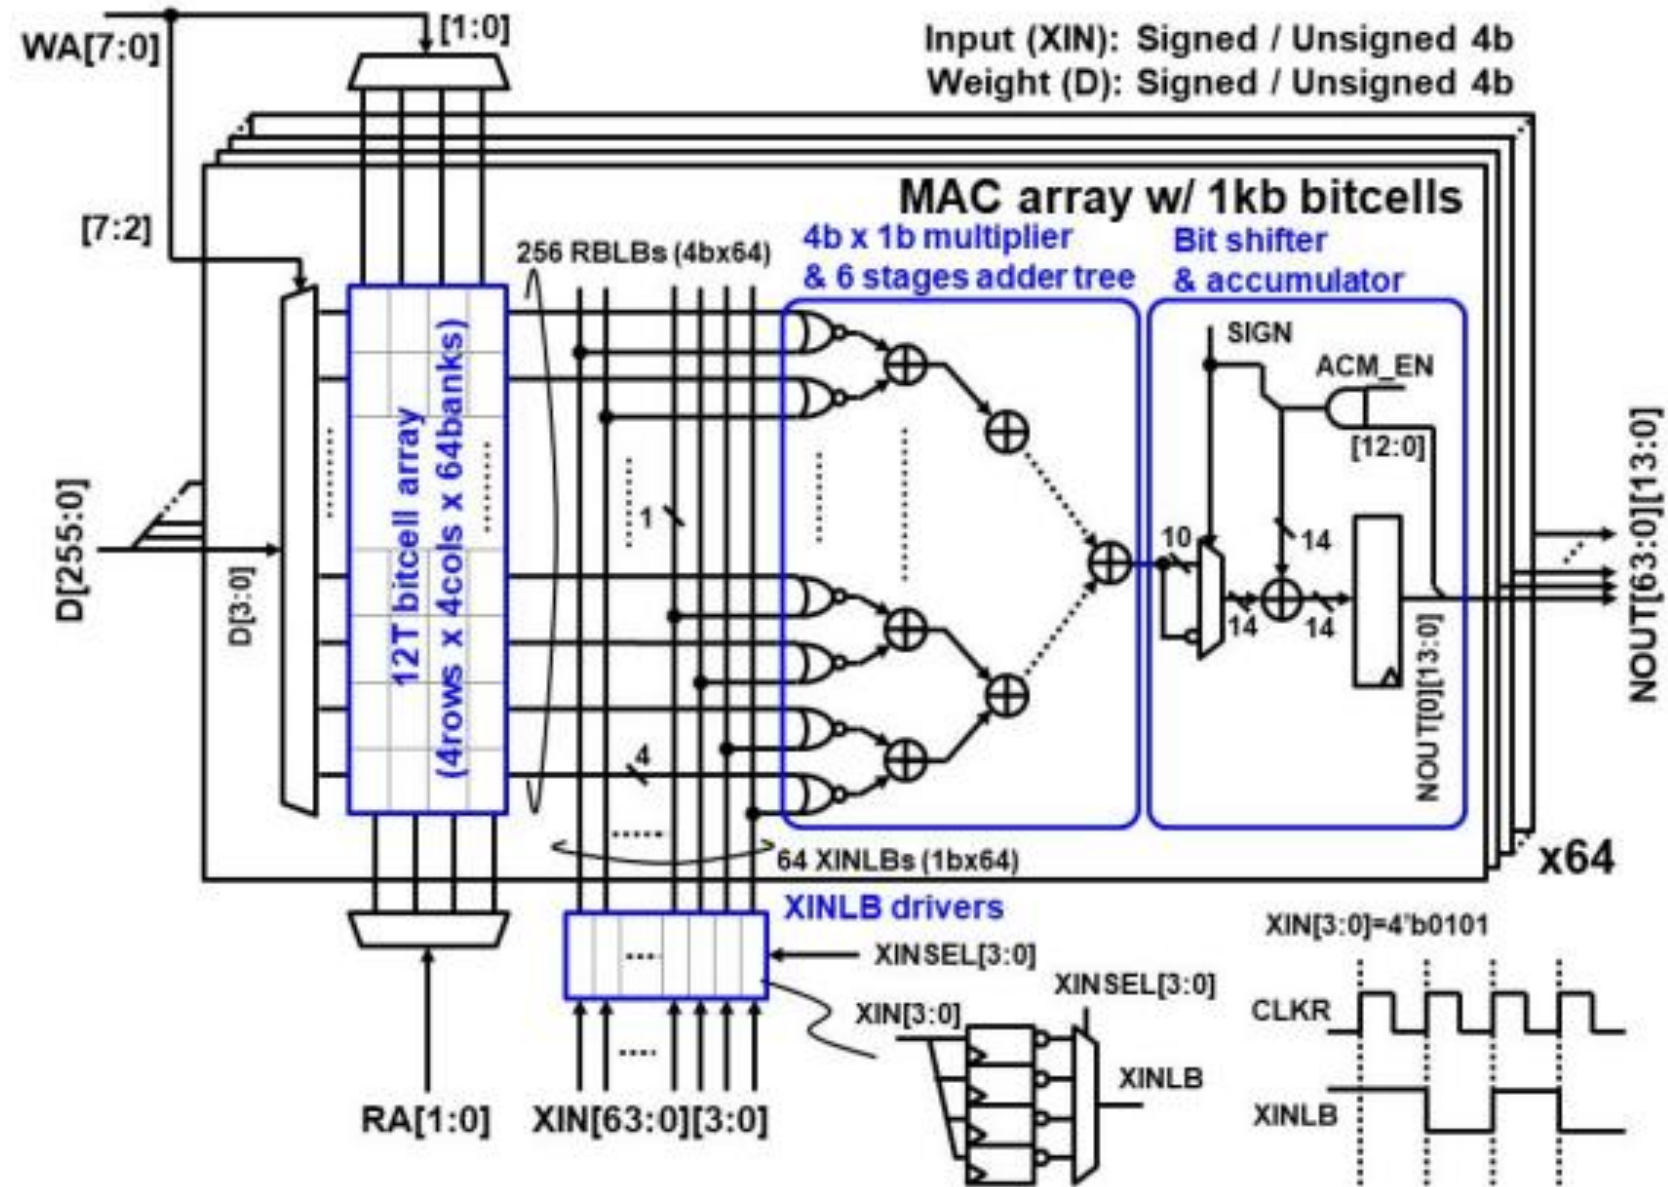 WA[7:0]
[1:0]
Input (XIN): Signed / Unsigned 4b
Weight (D): Signed / Unsigned 4b
MAC array w/ 1kb bitcells
[7:2]
256 RBLBs (4bx64)
4b x 1b multiplier
& 6 stages adder tree
Bit shifter
& accumulator
SIGN
ACM_EN
[12:0]
12T bitcell array
(4rows x 4cols x 64banks)
D[255:0]
D[3:0]
1
10
14
14
14
4
NOUT[0][13:0]
NOUT[63:0][13:0]
64 XINLBs (1bx64)
x64
XINLB drivers
XINSEL[3:0]
XIN[3:0]=4'b0101
XINSEL[3:0]
XIN[3:0]
CLKR
XINLB
XINLB
RA[1:0]
XIN[63:0][3:0]